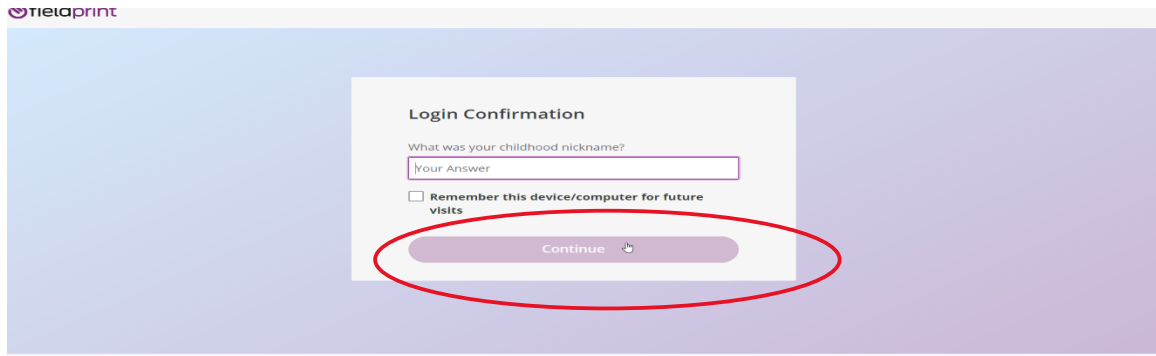 fieldprint
Login Confirmation
What was your childhood nickname?
Your Answer
Remember this device/computer for future
visits
Continue